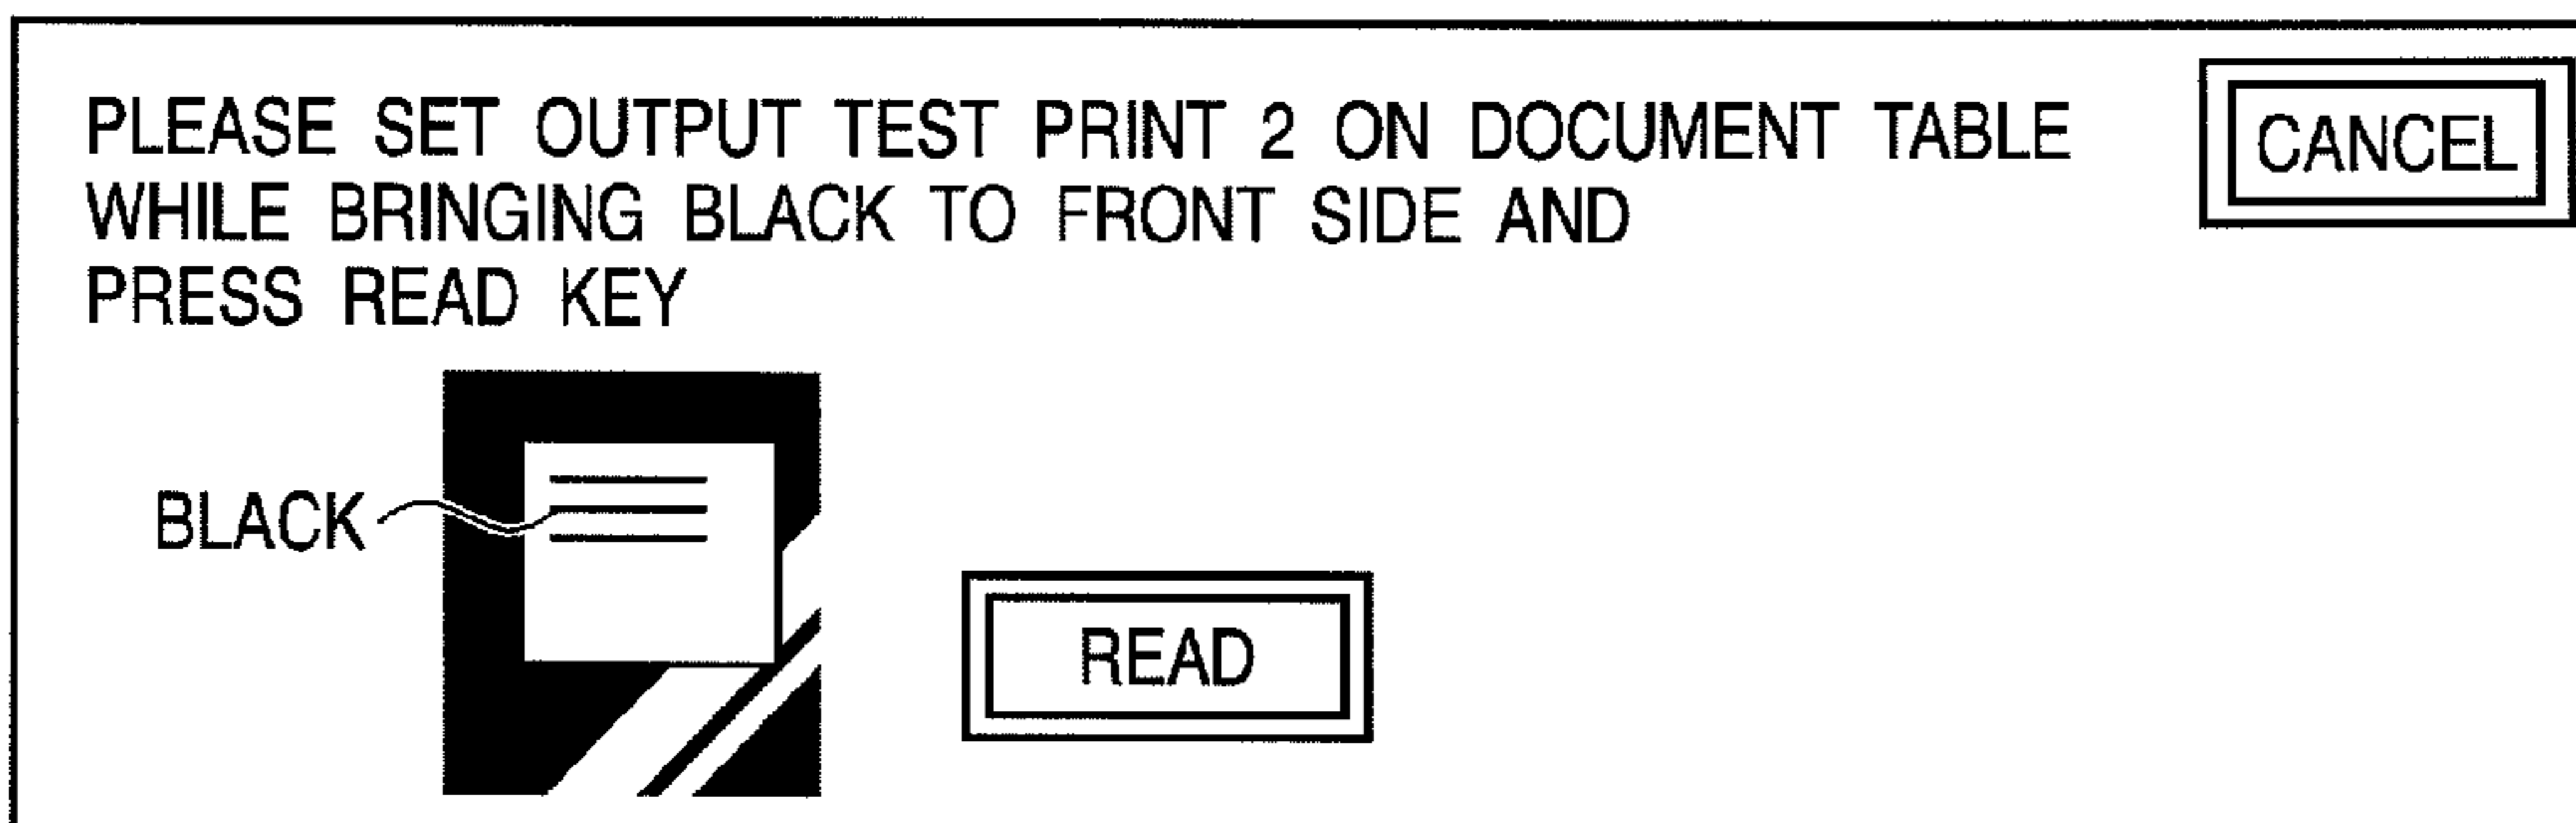 PLEASE SET OUTPUT TEST PRINT 2 ON DOCUMENT TABLE
WHILE BRINGING BLACK TO FRONT SIDE AND
PRESS READ KEY
CANCEL
BLACK
READ